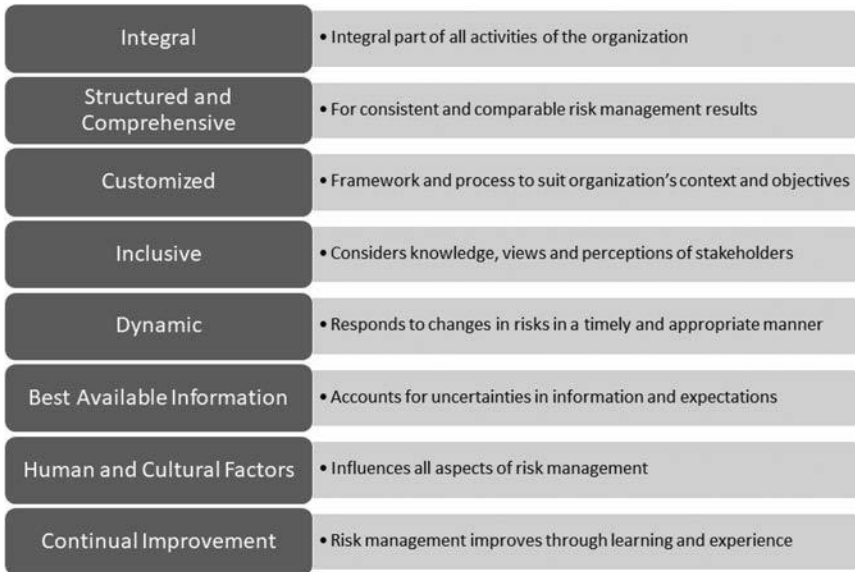 Integral
• Integral part of all activities of the organization
Structured and
Comprehensive
• For consistent and comparable risk management results
Customized
• Framework and process to suit organization's context and objectives
Inclusive
• Considers knowledge, views and perceptions of stakeholders
Dynamic
• Responds to changes in risks in a timely and appropriate manner
Best Available Information
• Accounts for uncertainties in information and expectations
Human and Cultural Factors
• Influences all aspects of risk management
Continual Improvement
• Risk management improves through learning and experience